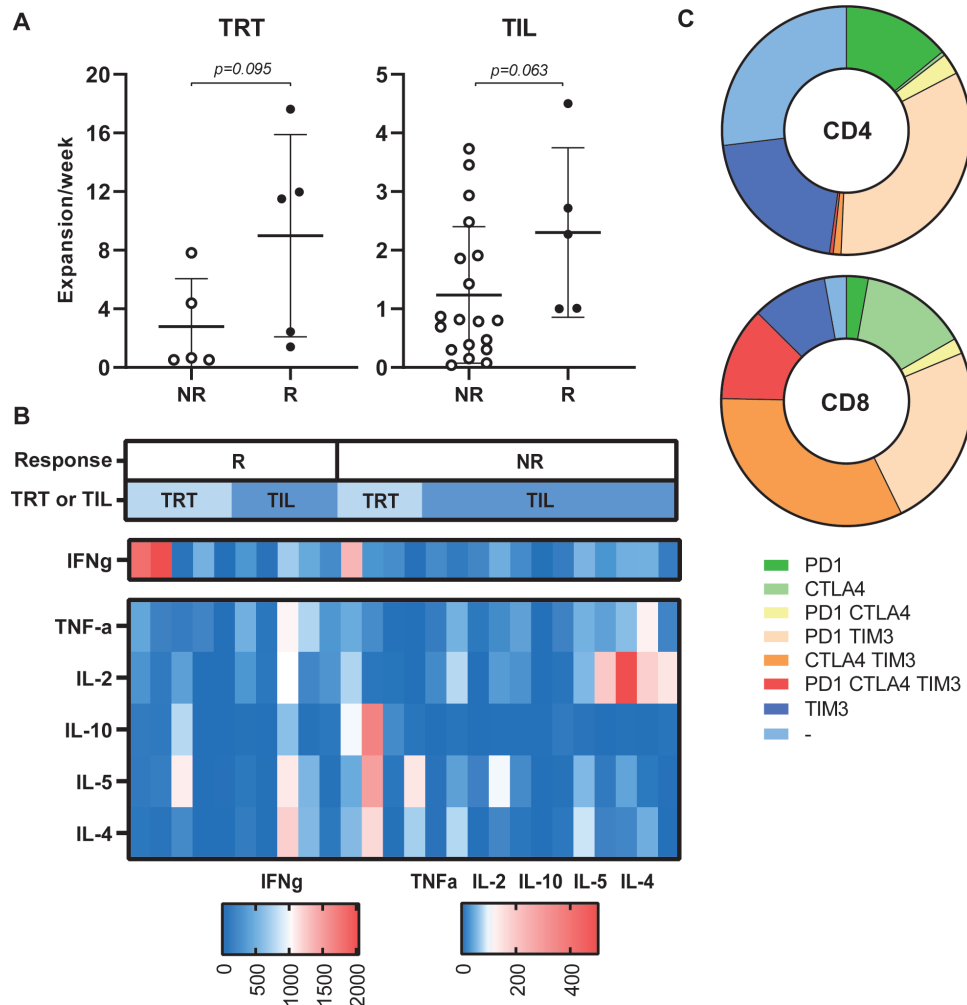 A
TRT
TIL
p=0.095
p=0.063
Expansion/week
20
16
12
8
4
0
NR
R
5
4
3
2
1
0
NR
R
C
CD4
CD8
PD1
CTLA4
PD1 CTLA4
PD1 TIM3
CTLA4 TIM3
PD1 CTLA4 TIM3
TIM3
-
B
Response
R
NR
TRT or TIL
TRT
TIL
TRT
TIL
IFNg
TNF-a
IL-2
IL-10
IL-5
IL-4
IFNg
0
500
1000
1500
2000
TNFa IL-2 IL-10 IL-5 IL-4
0
200
400